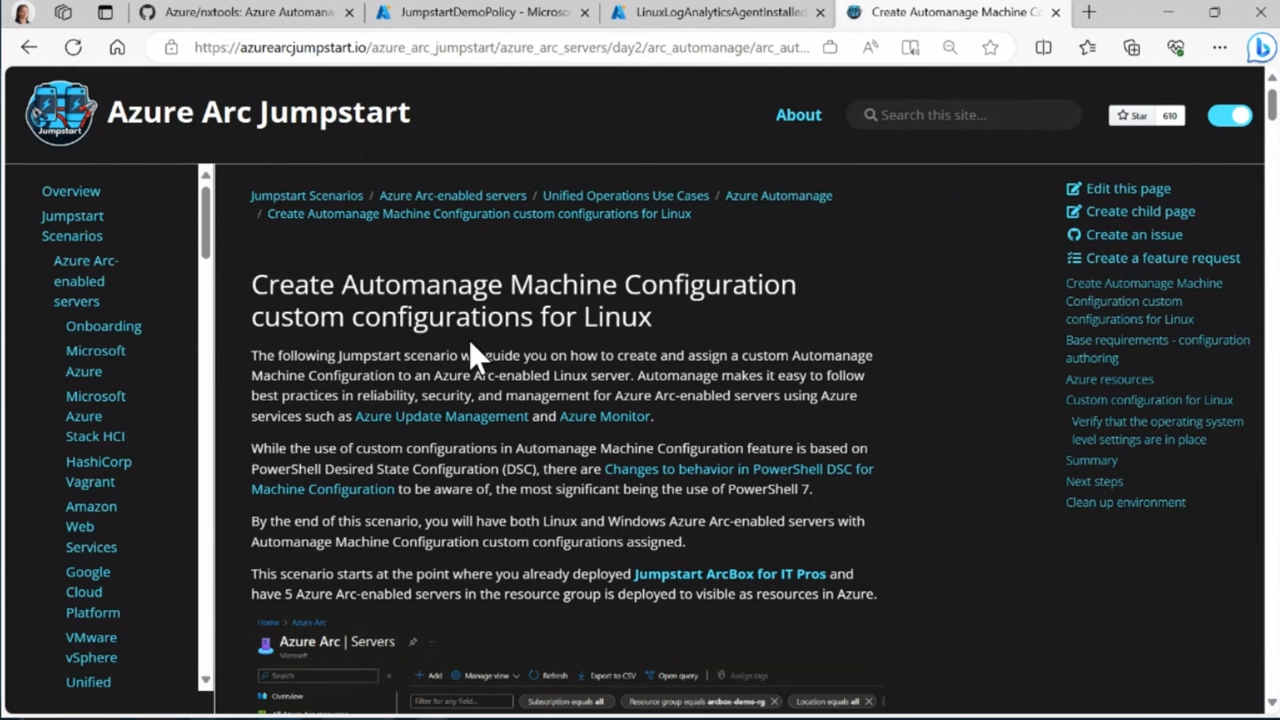 Azure/nxtools: Azure Automana
JumpstartDemoPolicy - Microso
LinuxLogAnalyticsAgentInstalled
Create Automanage Machine Co
https://azurearcjumpstart.io/azure_arc_jumpstart/azure_arc_servers/day2/arc_automanage/arc_aut...
Jumpstart
Azure Arc Jumpstart
About
Search this site...
Star 610
Overview
Jumpstart
Scenarios
Azure Arc-
enabled
servers
Onboarding
Microsoft
Azure
Microsoft
Azure
Stack HCI
HashiCorp
Vagrant
Amazon
Web
Services
Google
Cloud
Platform
VMware
vSphere
Unified
Jumpstart Scenarios / Azure Arc-enabled servers / Unified Operations Use Cases / Azure Automanage
/ Create Automanage Machine Configuration custom configurations for Linux
Create Automanage Machine Configuration
custom configurations for Linux
The following Jumpstart scenario guide you on how to create and assign a custom Automanage
Machine Configuration to an Azure Arc-enabled Linux server. Automanage makes it easy to follow
best practices in reliability, security, and management for Azure Arc-enabled servers using Azure
services such as Azure Update Management and Azure Monitor.
While the use of custom configurations in Automanage Machine Configuration feature is based on
PowerShell Desired State Configuration (DSC), there are Changes to behavior in PowerShell DSC for
Machine Configuration to be aware of, the most significant being the use of PowerShell 7.
By the end of this scenario, you will have both Linux and Windows Azure Arc-enabled servers with
Automanage Machine Configuration custom configurations assigned.
This scenario starts at the point where you already deployed Jumpstart ArcBox for IT Pros and
have 5 Azure Arc-enabled servers in the resource group is deployed to visible as resources in Azure.
Home > Azure Arc
Azure Arc | Servers
Microsoft
Search
Add Manage view Refresh Export to CSV Open query Assign tags
Overview
Filter for any field... Subscription equals all Resource group equals arcbox-demo-rg Location equals all
Edit this page
Create child page
Create an issue
Create a feature request
Create Automanage Machine
Configuration custom
configurations for Linux
Base requirements - configuration
authoring
Azure resources
Custom configuration for Linux
Verify that the operating system
level settings are in place
Summary
Next steps
Clean up environment